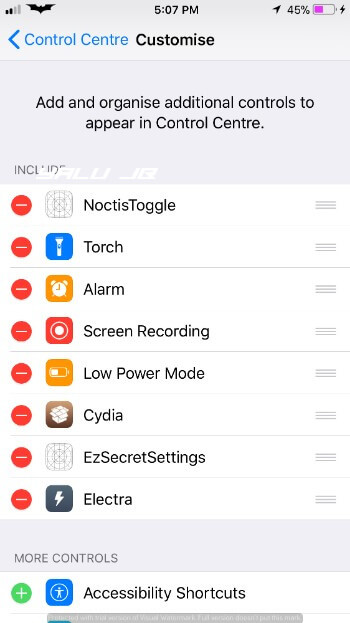 5:07 PM
45%
Control Centre Customise
Add and organise additional controls to
appear in Control Centre.
INCLUDE
YALU JB
NoctisToggle
Torch
Alarm
Screen Recording
Low Power Mode
Cydia
EzSecretSettings
Electra
MORE CONTROLS
Accessibility Shortcuts
Protected with trial version of Visual Watermark. Full version doesn't put this mark.